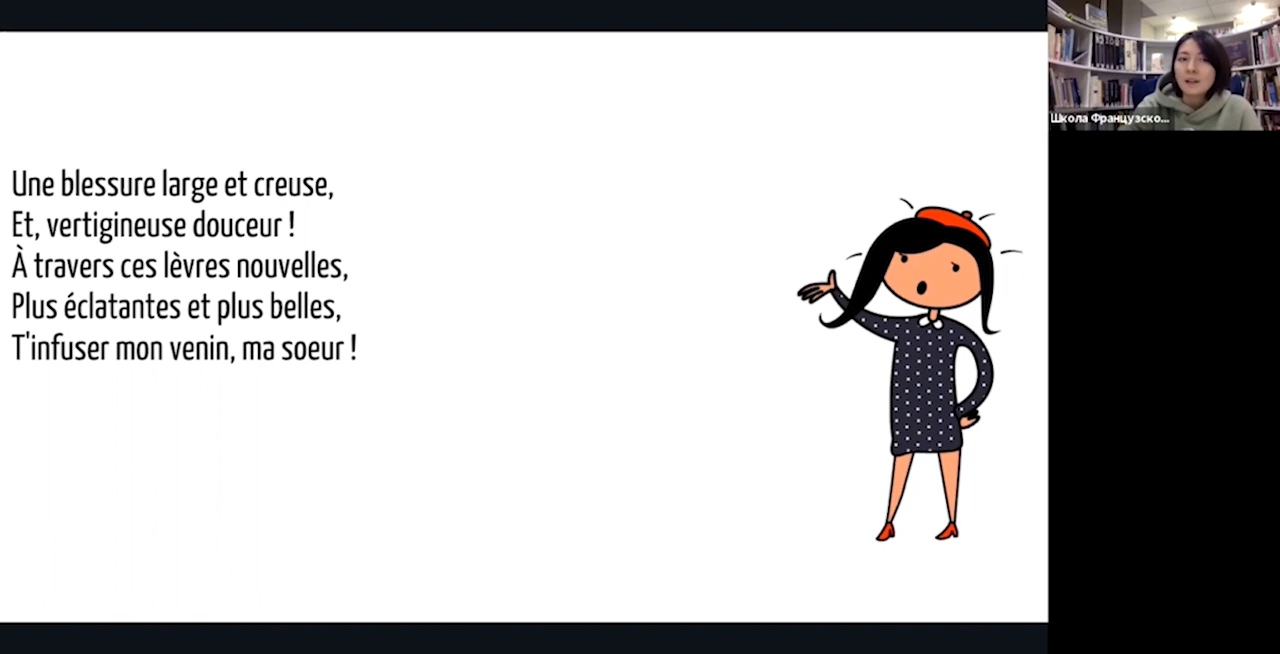 Une blessure large et creuse,
Et, vertigineuse douceur !
À travers ces lèvres nouvelles,
Plus éclatantes et plus belles,
T'infuser mon venin, ma soeur !
Школа Французско...